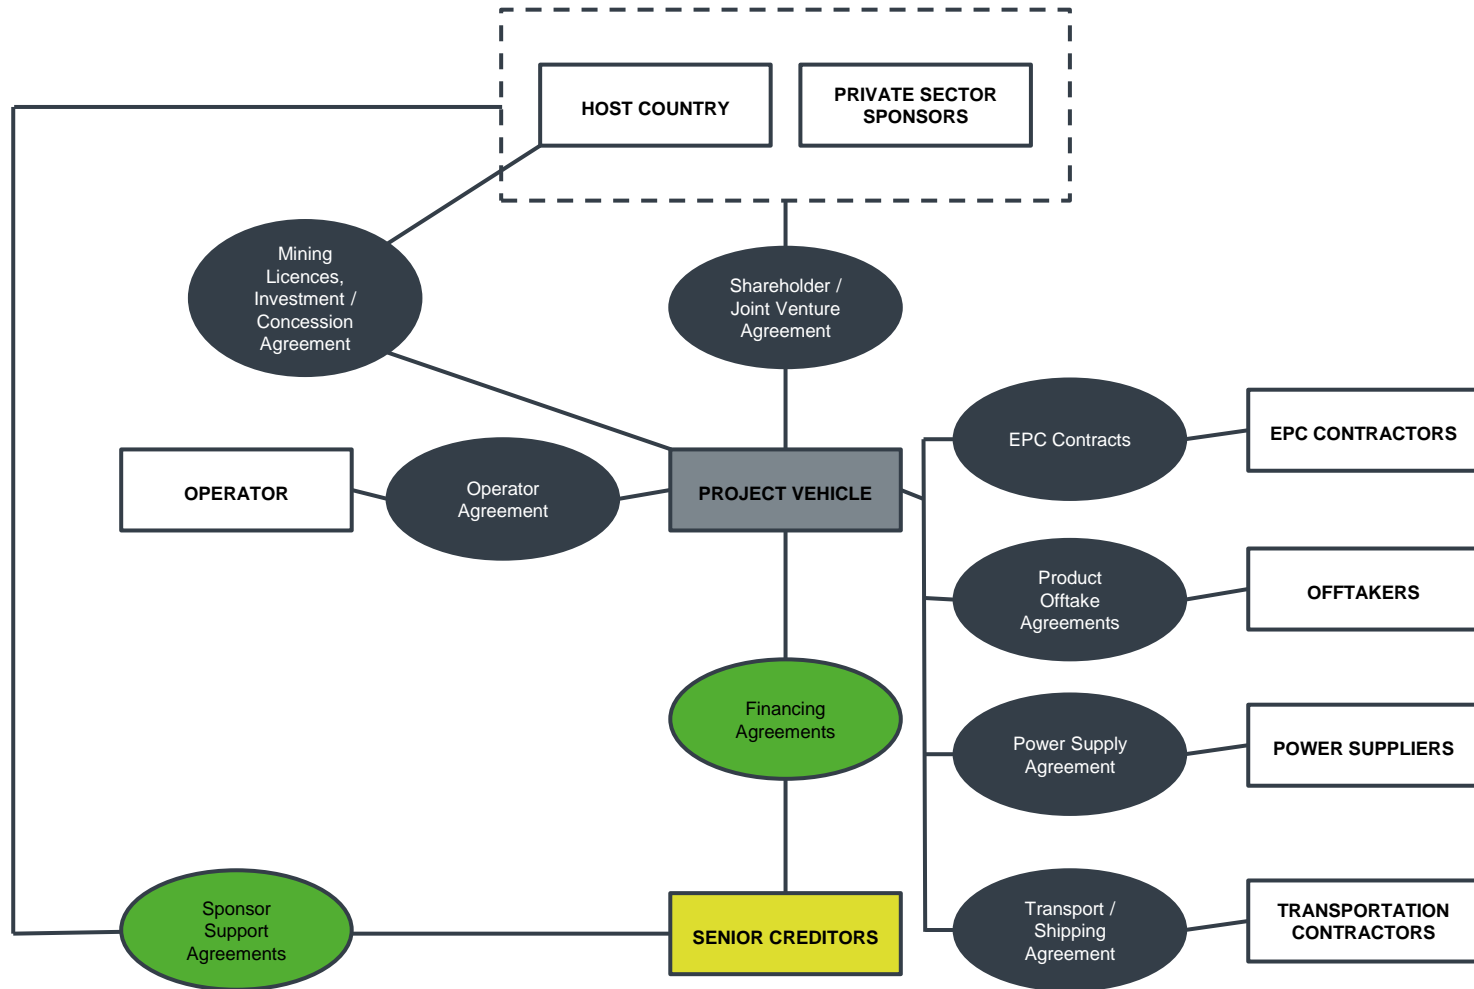 HOST COUNTRY
PRIVATE SECTOR
SPONSORS
Mining
Licences,
Investment /
Concession
Agreement
Shareholder /
Joint Venture
Agreement
EPC Contracts
EPC CONTRACTORS
OPERATOR
Operator
Agreement
PROJECT VEHICLE
Product
Offtake
Agreements
OFFTAKERS
Financing
Agreements
Power Supply
Agreement
POWER SUPPLIERS
Sponsor
Support
Agreements
SENIOR CREDITORS
Transport /
Shipping
Agreement
TRANSPORTATION
CONTRACTORS